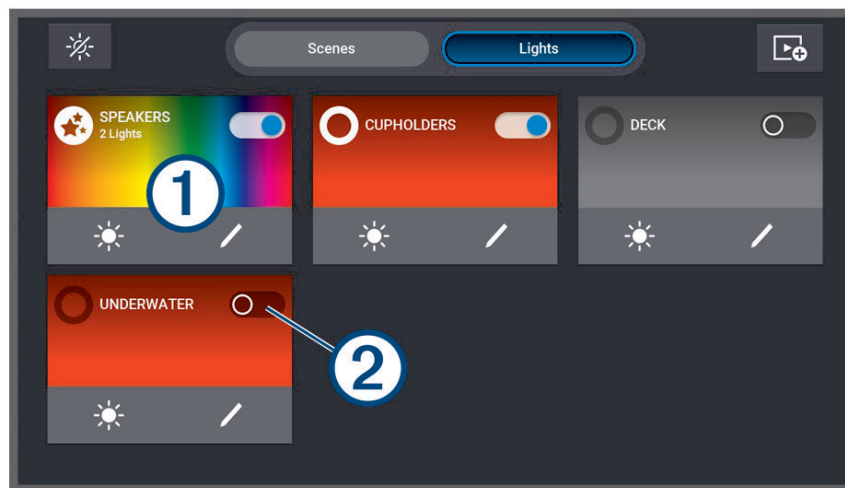 Scenes
Lights
SPEAKERS
2 Lights
CUPHOLDERS
DECK
1
UNDERWATER
2